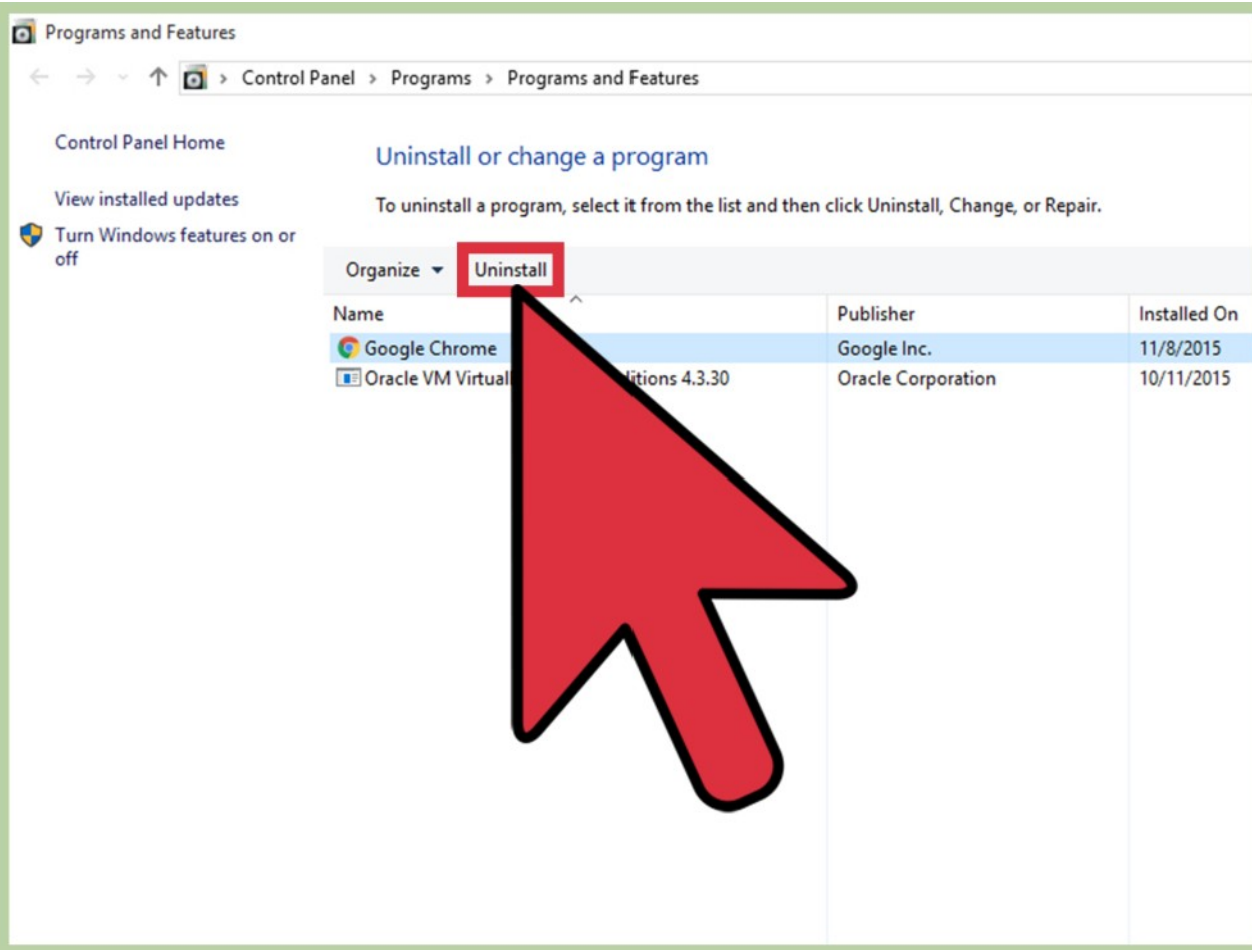 Programs and Features
Control Panel > Programs > Programs and Features
Control Panel Home
Uninstall or change a program
View installed updates
To uninstall a program, select it from the list and then click Uninstall, Change, or Repair.
Turn Windows features on or
off
Organize Uninstall
Name Publisher Installed On
Google Chrome Google Inc. 11/8/2015
Oracle VM 4.3.30 Oracle Corporation 10/11/2015